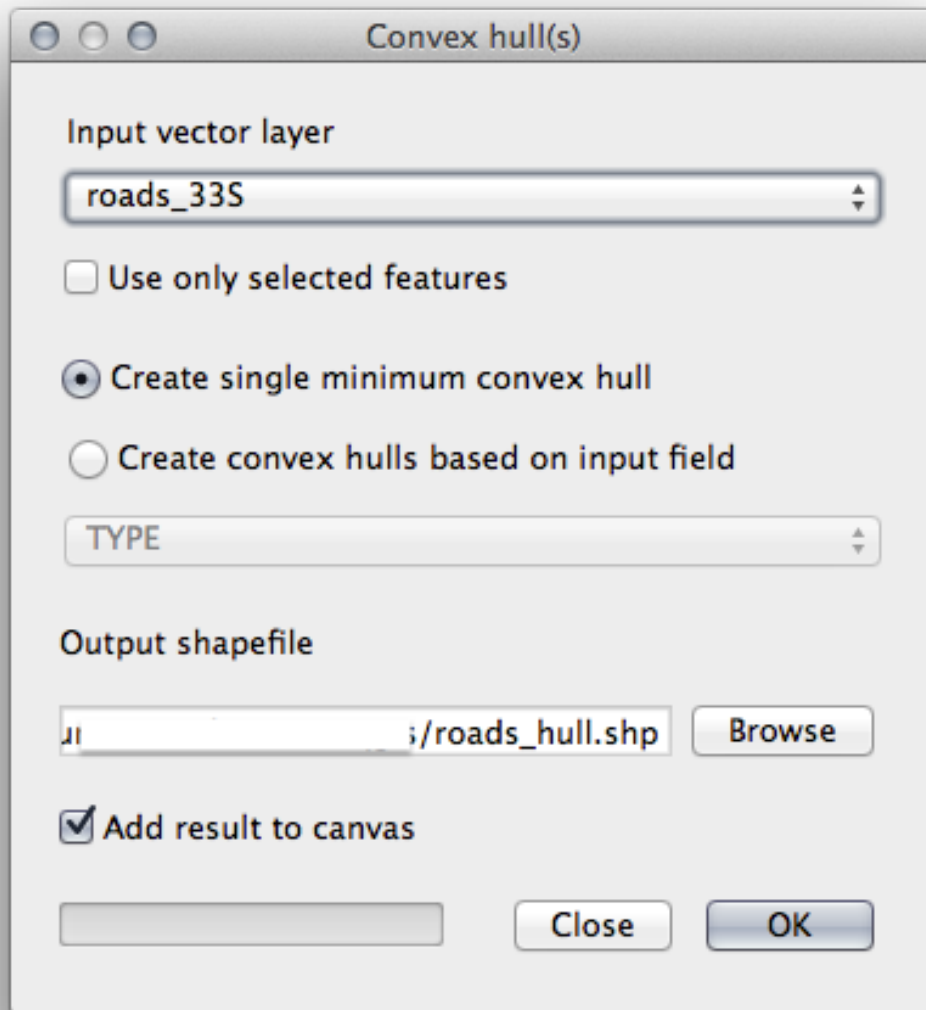 Convex hull(s)
Input vector layer
roads_33S
Use only selected features
Create single minimum convex hull
Create convex hulls based on input field
TYPE
Output shapefile
/roads_hull.shp
Browse
Add result to canvas
Close
OK